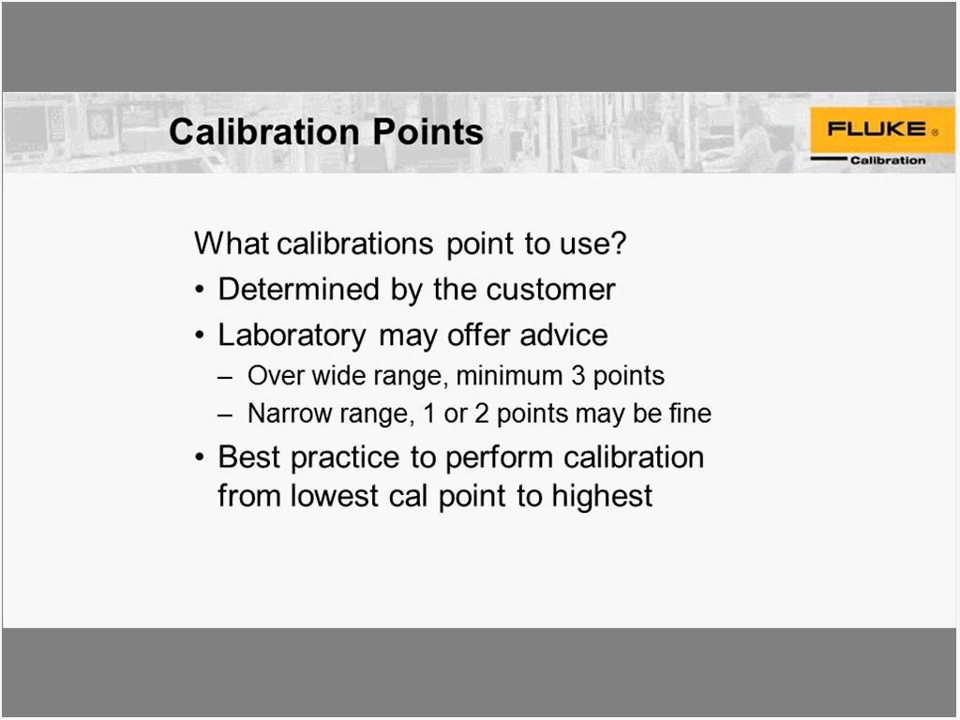 Calibration Points
FLUKE ®
Calibration
What calibrations point to use?
• Determined by the customer
• Laboratory may offer advice
– Over wide range, minimum 3 points
– Narrow range, 1 or 2 points may be fine
• Best practice to perform calibration
from lowest cal point to highest